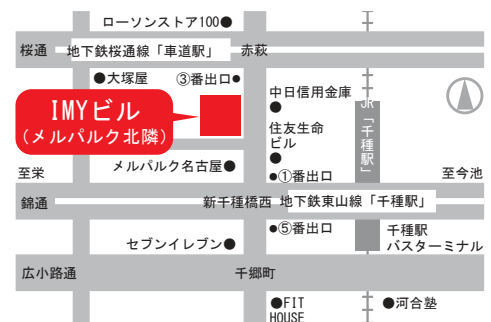 ローソンストア100●
桜通
地下鉄桜通線「車道駅」
赤萩
●大塚屋
③番出口●
中日信用金庫
●
IMYビル
(メルパルク北隣)
住友生命
ビル
●
JR「千種駅」
メルパルク名古屋●
●①番出口
至栄
至今池
錦通
新千種橋西
地下鉄東山線「千種駅」
●⑤番出口
千種駅
バスターミナル
セブンイレブン●
広小路通
千郷町
●FIT
HOUSE
●河合塾